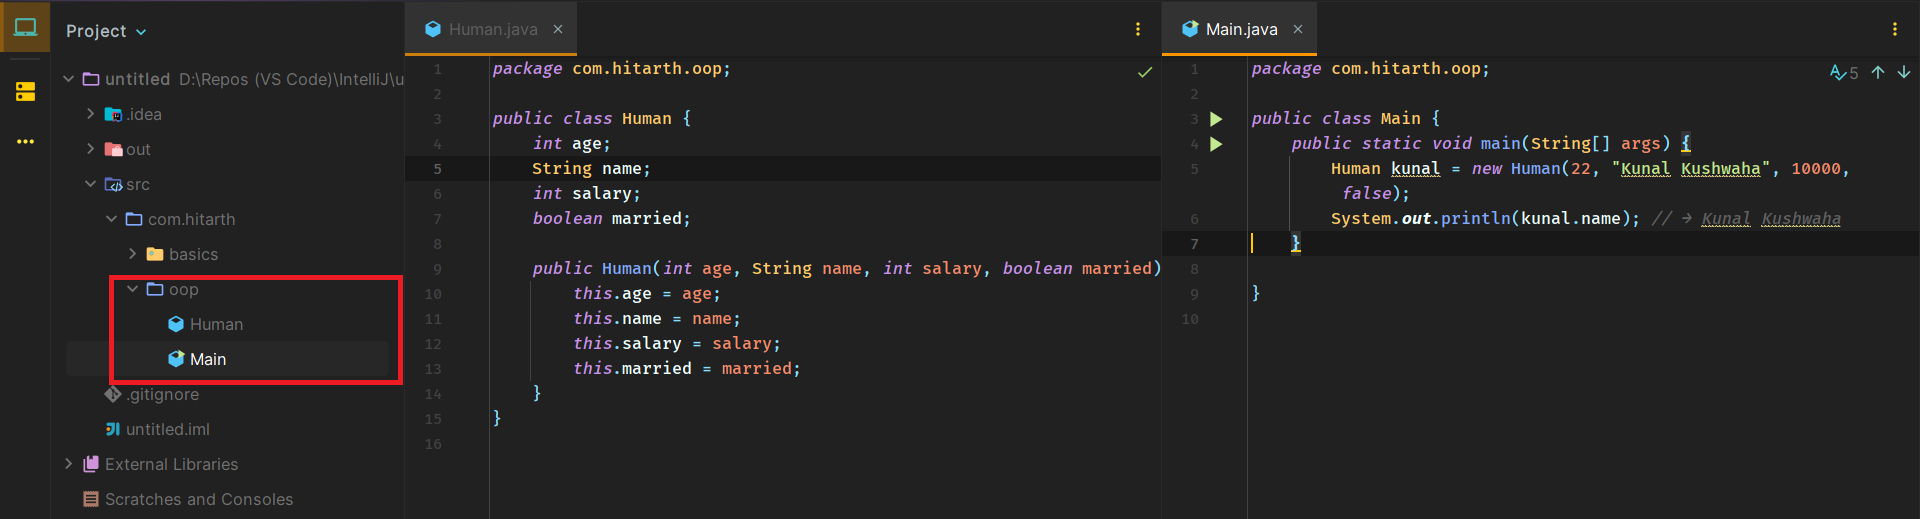 Project
untitled D:\Repos (VS Code)\IntelliJ\u
.idea
out
src
com.hitarth
basics
oop
Human
Main
.gitignore
untitled.iml
External Libraries
Scratches and Consoles
Human.java
1 package com.hitarth.oop;
2
3 public class Human {
4 int age;
5 String name;
6 int salary;
7 boolean married;
8
9 public Human(int age, String name, int salary, boolean married)
10 this.age = age;
11 this.name = name;
12 this.salary = salary;
13 this.married = married;
14 }
15 }
16
Main.java
5
1 package com.hitarth.oop;
2
3 public class Main {
4 public static void main(String[] args) {
5 Human kunal = new Human(22, "Kunal Kushwaha", 10000,
false);
6 System.out.println(kunal.name); // → Kunal Kushwaha
7 }
8
9 }
10